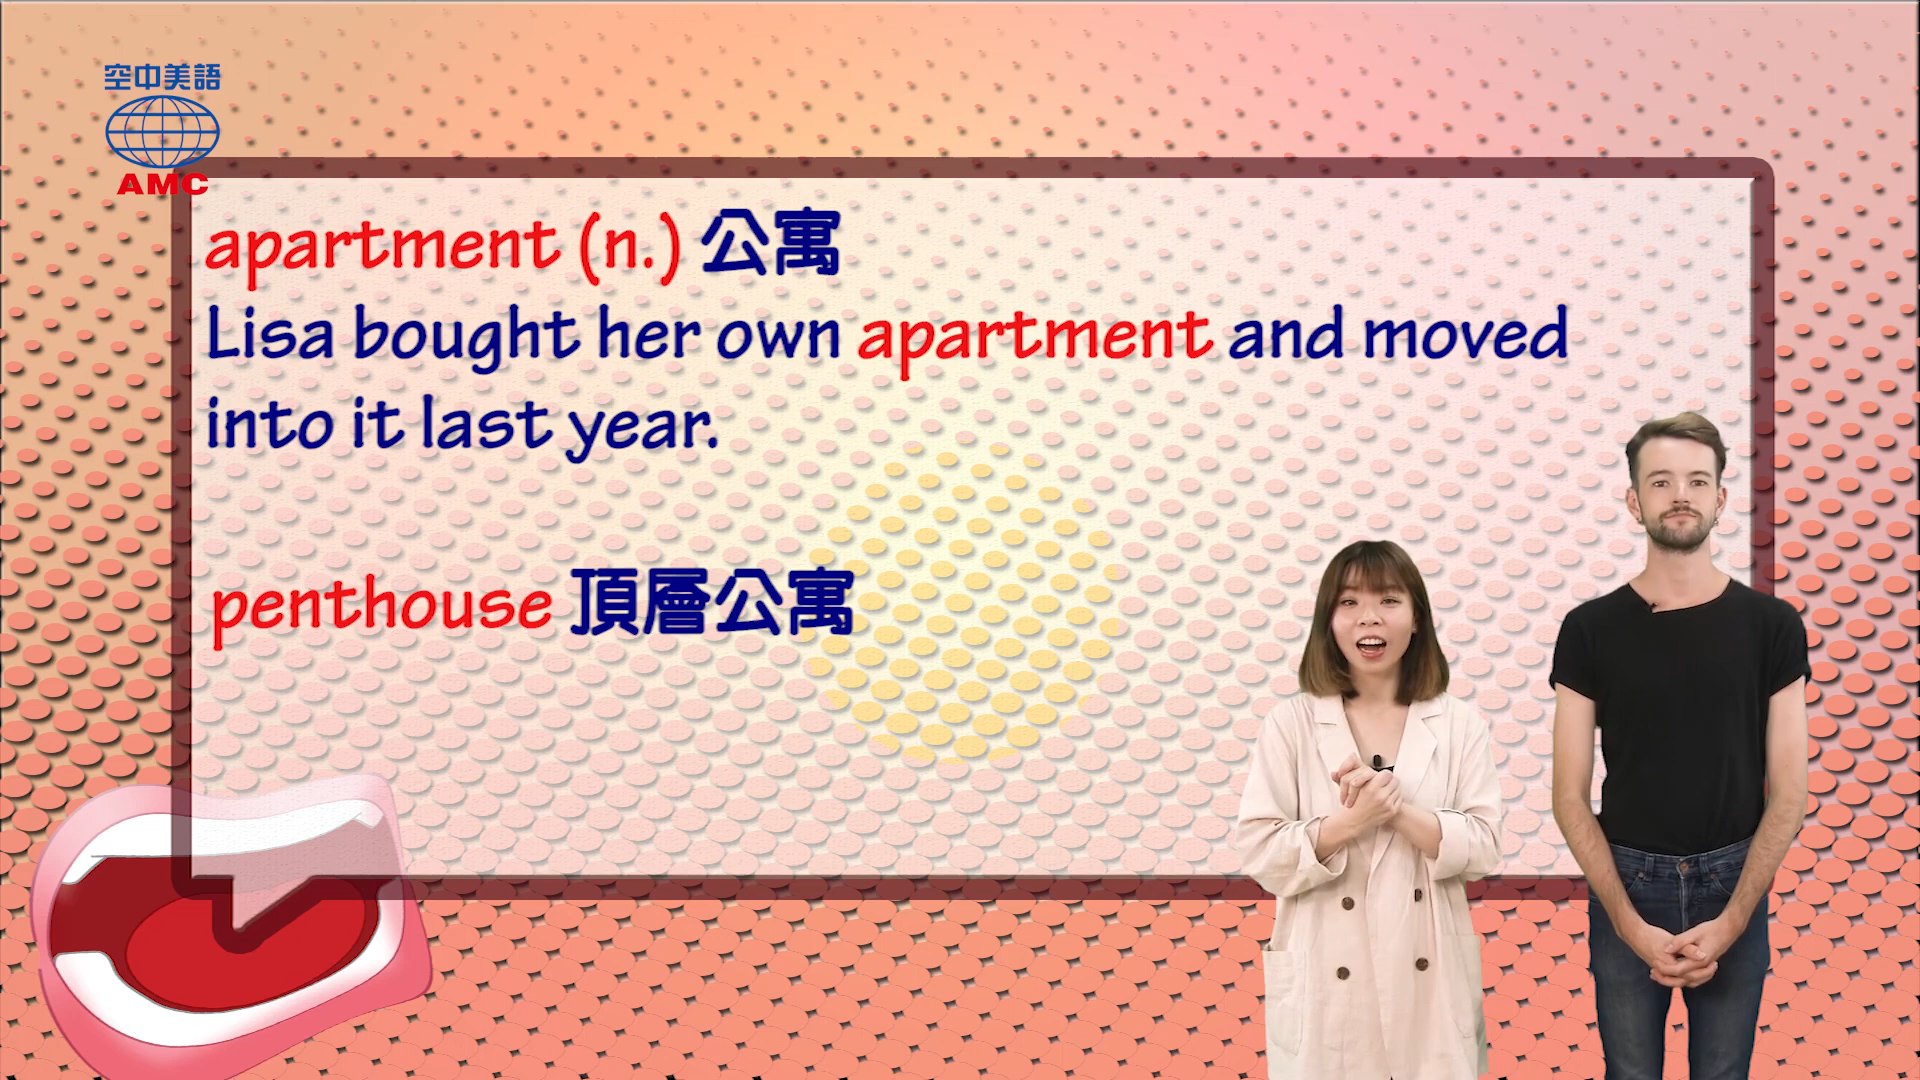 空中美語
AMC
apartment (n.) 公寓
Lisa bought her own apartment and moved
into it last year.
penthouse 頂層公寓